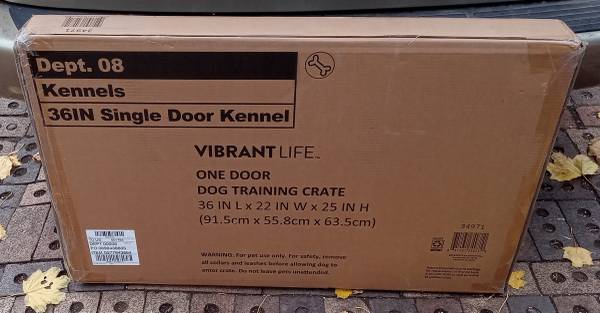 34971
Dept. 08
Kennels
36IN Single Door Kennel
VIBRANT LIFE™
ONE DOOR
DOG TRAINING CRATE
36 IN L x 22 IN W x 25 IN H
(91.5cm x 55.8cm x 63.5cm)
34971
WARNING: For pet use only. For safety, remove
all collars and leashes before allowing dog to
enter crate. Do not leave pets unattended.